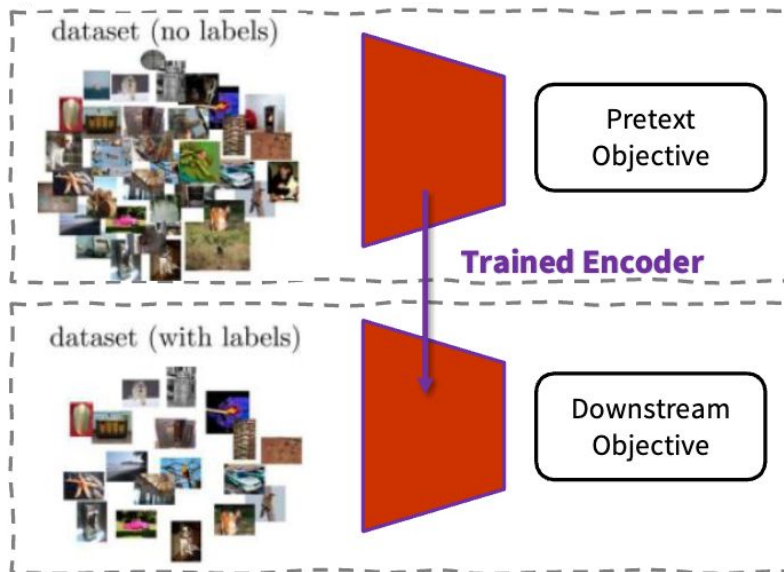 dataset (no labels)
Pretext
Objective
Trained Encoder
dataset (with labels)
Downstream
Objective